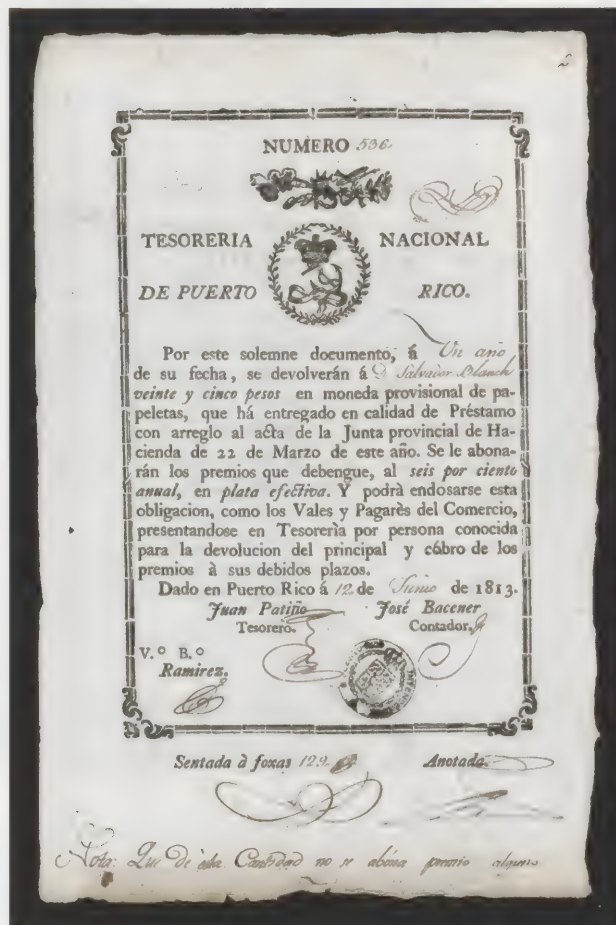 2
NUMERO 536.
TESORERIA NACIONAL
DE PUERTO RICO.
Por este solemne documento, á Un año
de su fecha, se devolverán á D. Salvador Blanch
veinte y cinco pesos en moneda provisional de pa-
peletas, que há entregado en calidad de Préstamo
con arreglo al acta de la Junta provincial de Ha-
cienda de 22 de Marzo de este año. Se le abona-
rán los premios que debengue, al seis por ciento
anual, en plata efectiva. Y podrà endosarse esta
obligacion, como los Vales y Pagarès del Comercio,
presentandose en Tesorerìa por persona conocida
para la devolucion del principal y cóbro de los
premios à sus debidos plazos.
Dado en Puerto Rico á 12 de Junio de 1813.
Juan Patiño José Bacener
Tesorero. Contador.
V.º B.º
Ramirez.
Sentada à foxas 129. Anotada.
Nota: Que de esta Cantidad no se abóna premio alguno